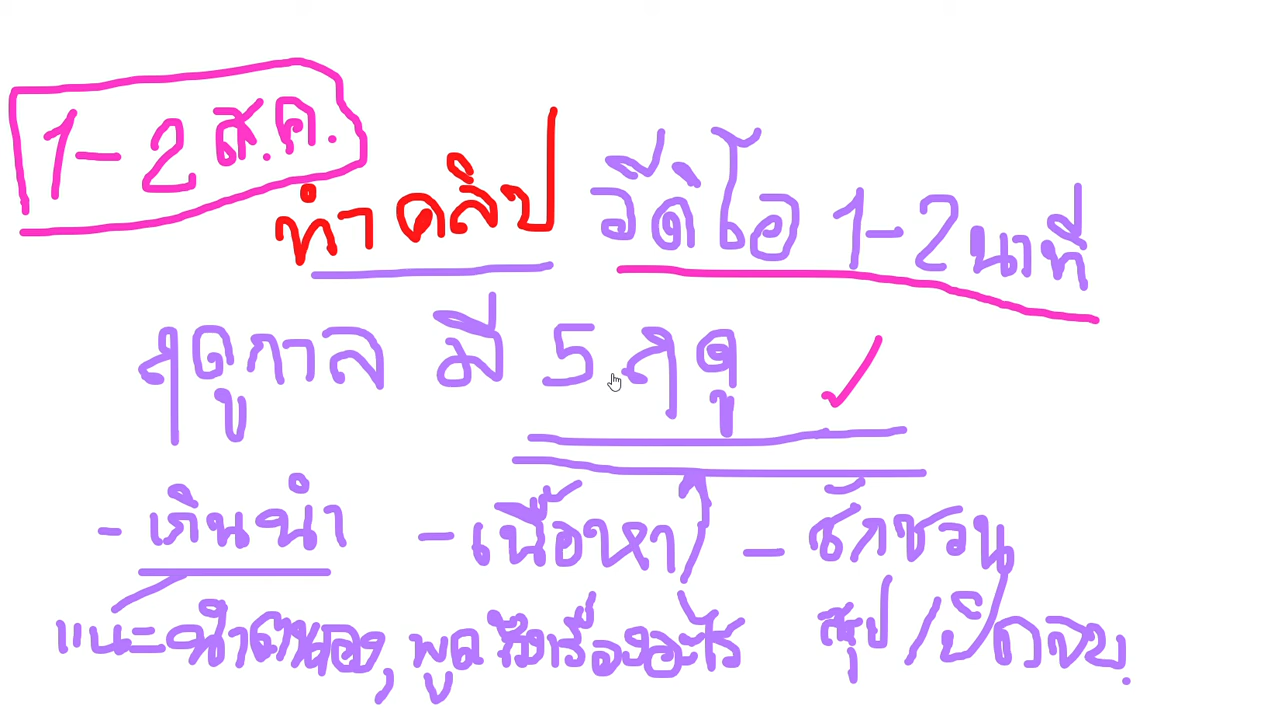 1-2 ส.ค.
ทำคลิป วีดิโอ 1-2 นาที
ฤดูกาล มี 5 ฤดู
- เกินนำ - เนื้อหา - ชักชวน
แนะนำตนเอง, พูดถึงเรื่องอะไร สรุป / ปิดจบ.